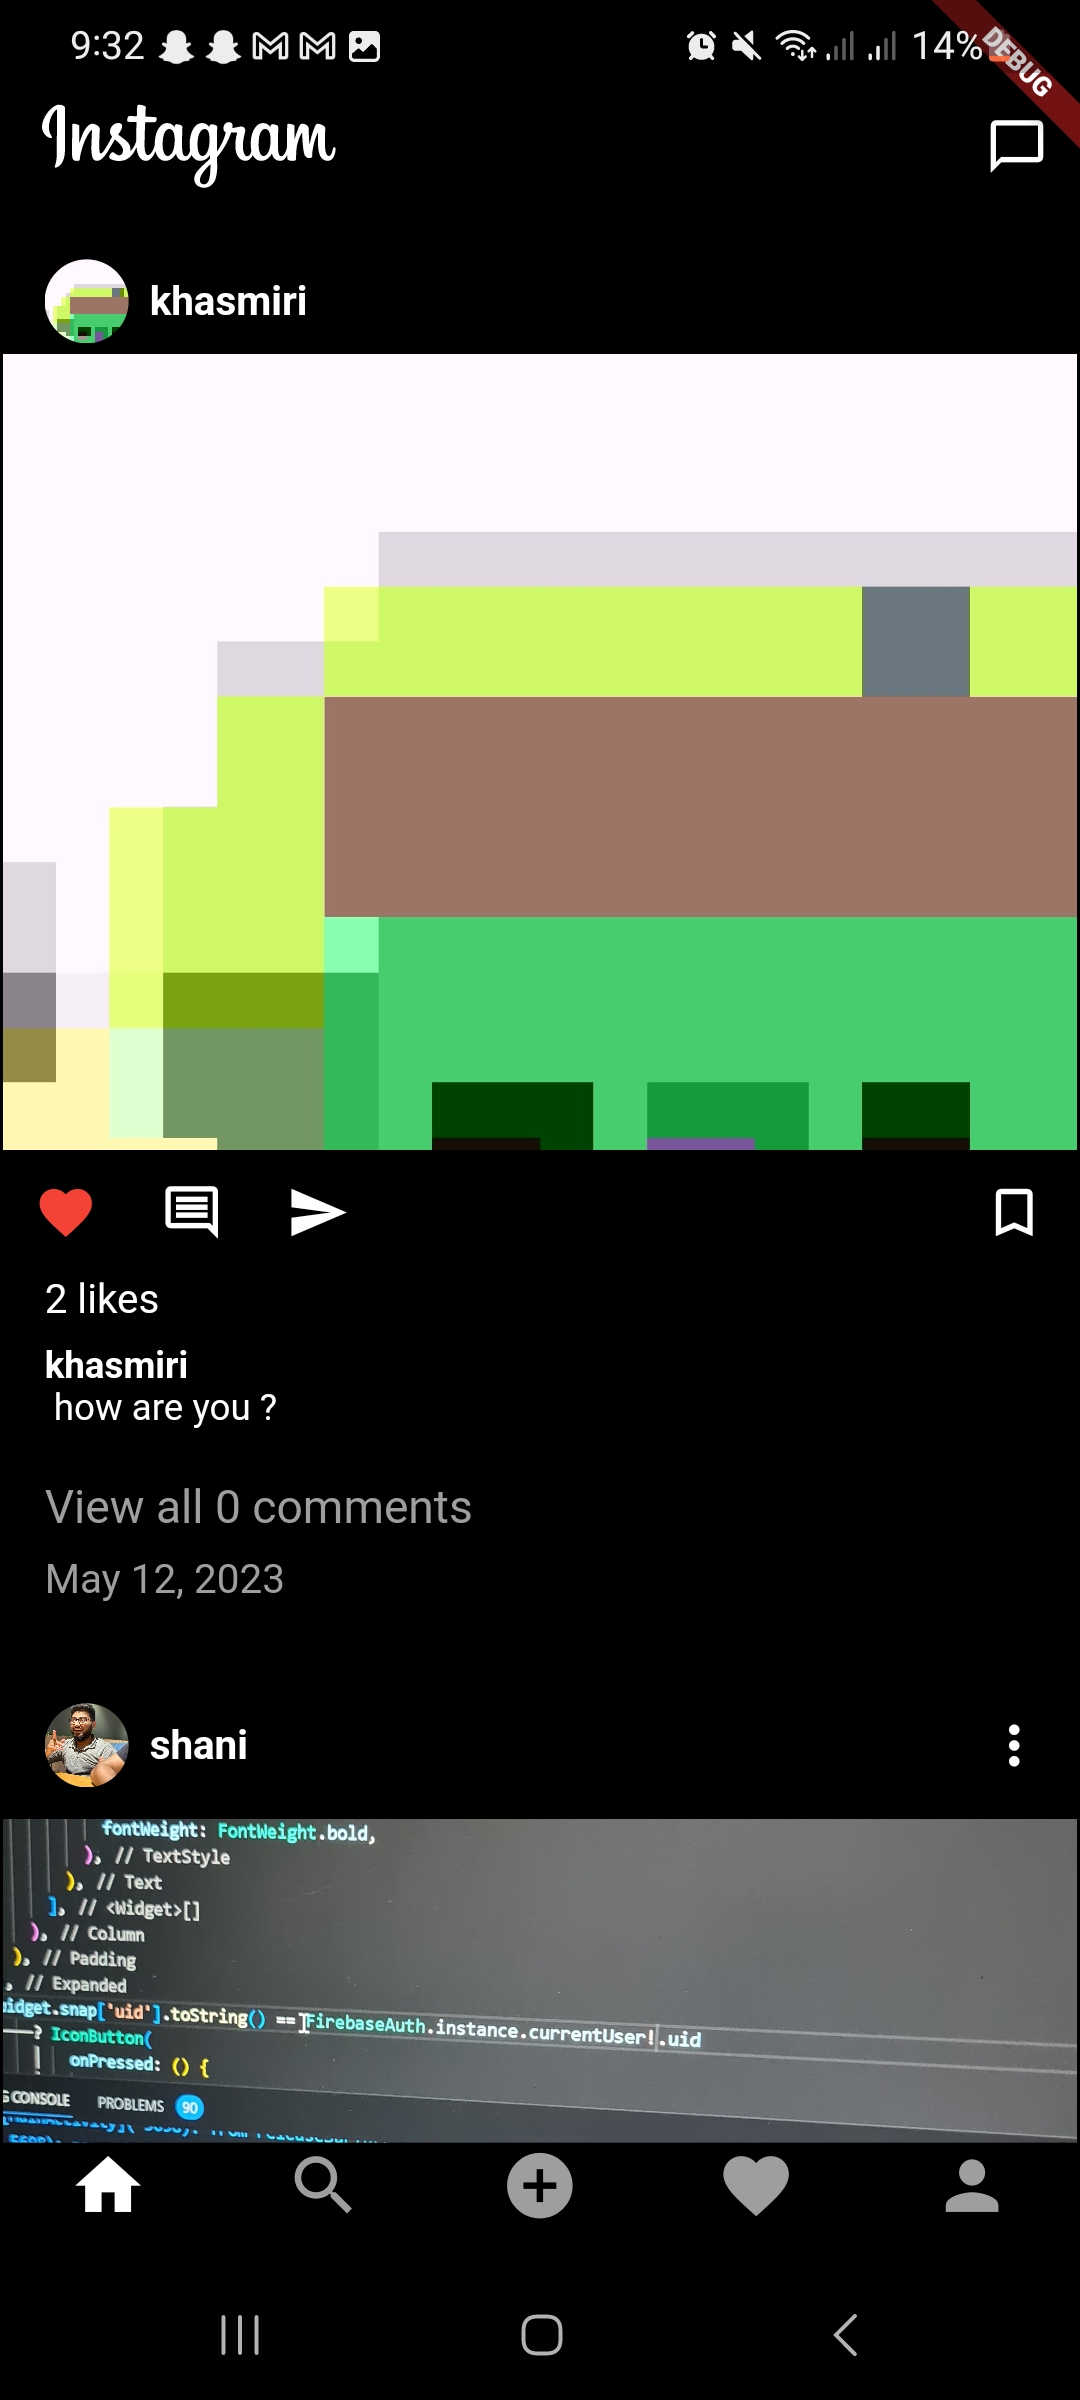 9:32
14%
DEBUG
Instagram
khasmiri
2 likes
khasmiri
how are you ?
View all 0 comments
May 12, 2023
shani
fontWeight: FontWeight.bold,
), // TextStyle
), // Text
], // <Widget>[]
), // Column
), // Padding
, // Expanded
widget.snap['uid'].toString() == FirebaseAuth.instance.currentUser!.uid
? IconButton(
onPressed: () {
CONSOLE PROBLEMS 90